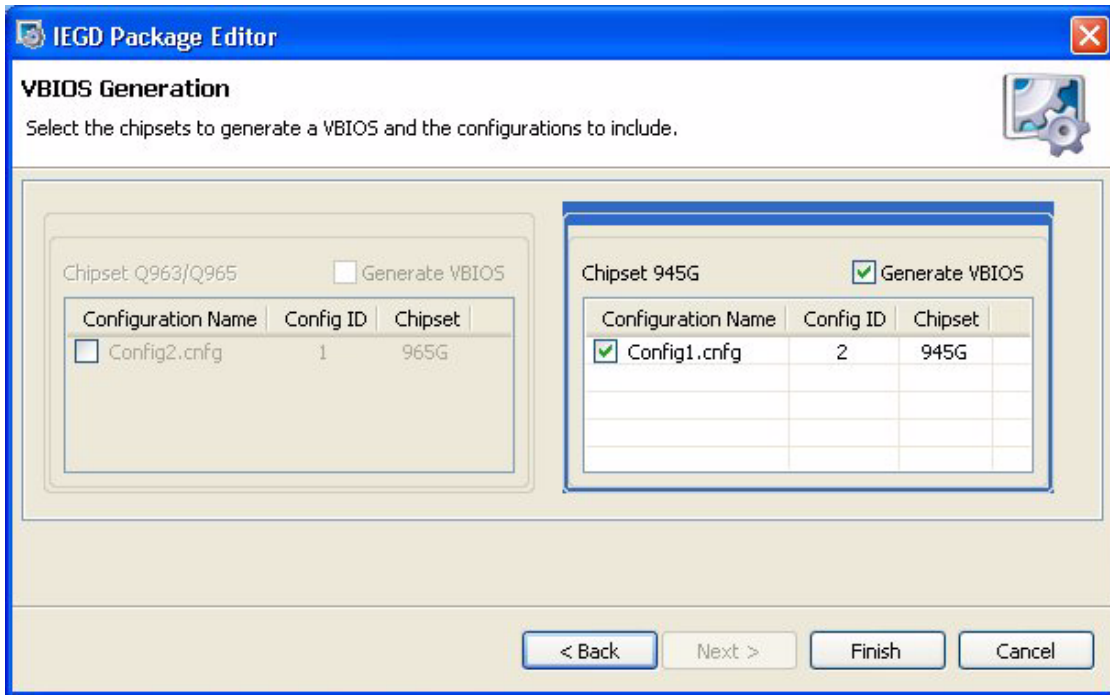 IEGD Package Editor
VBIOS Generation
Select the chipsets to generate a VBIOS and the configurations to include.
Chipset Q963/Q965 Generate VBIOS
Configuration Name Config ID Chipset
Config2.cnfg 1 965G
Chipset 945G Generate VBIOS
Configuration Name Config ID Chipset
Config1.cnfg 2 945G
< Back Next > Finish Cancel